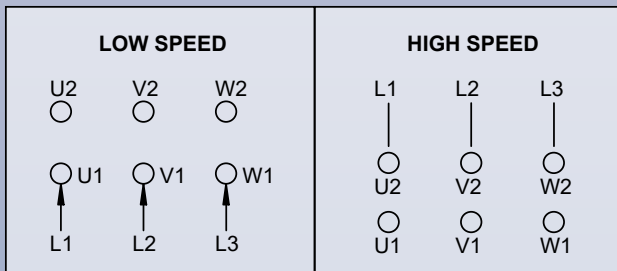 LOW SPEED
U2 V2 W2
U1 V1 W1
L1 L2 L3
HIGH SPEED
L1 L2 L3
U2 V2 W2
U1 V1 W1